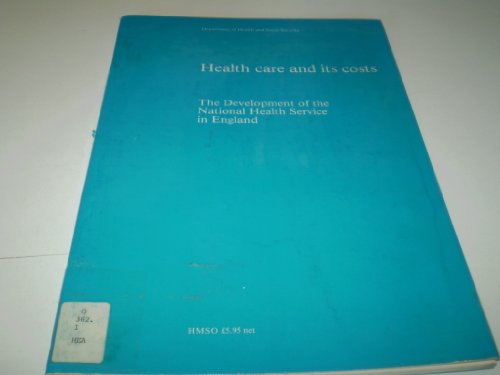 Department of Health and Social Security
Health care and its costs
The Development of the
National Health Service
in England
Q
362.
1
HEA
HMSO £5.95 net